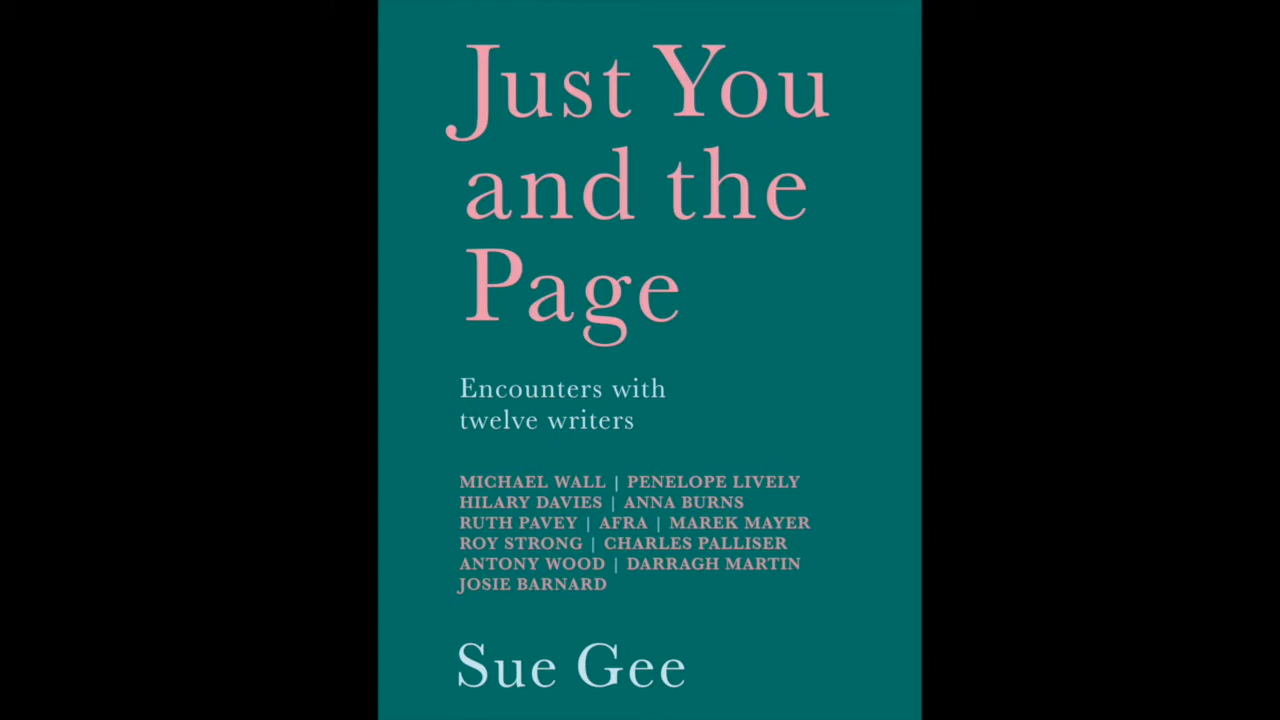 Just You
and the
Page
Encounters with
twelve writers
MICHAEL WALL | PENELOPE LIVELY
HILARY DAVIES | ANNA BURNS
RUTH PAVEY | AFRA | MAREK MAYER
ROY STRONG | CHARLES PALLISER
ANTONY WOOD | DARRAGH MARTIN
JOSIE BARNARD
Sue Gee